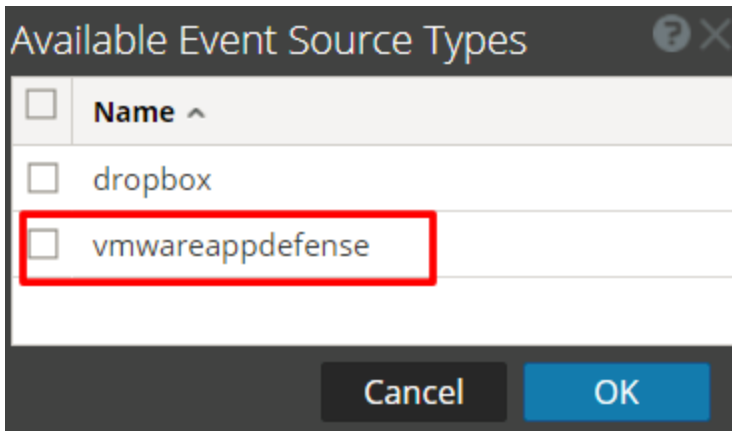 Available Event Source Types
Name
dropbox
vmwareappdefense
Cancel OK